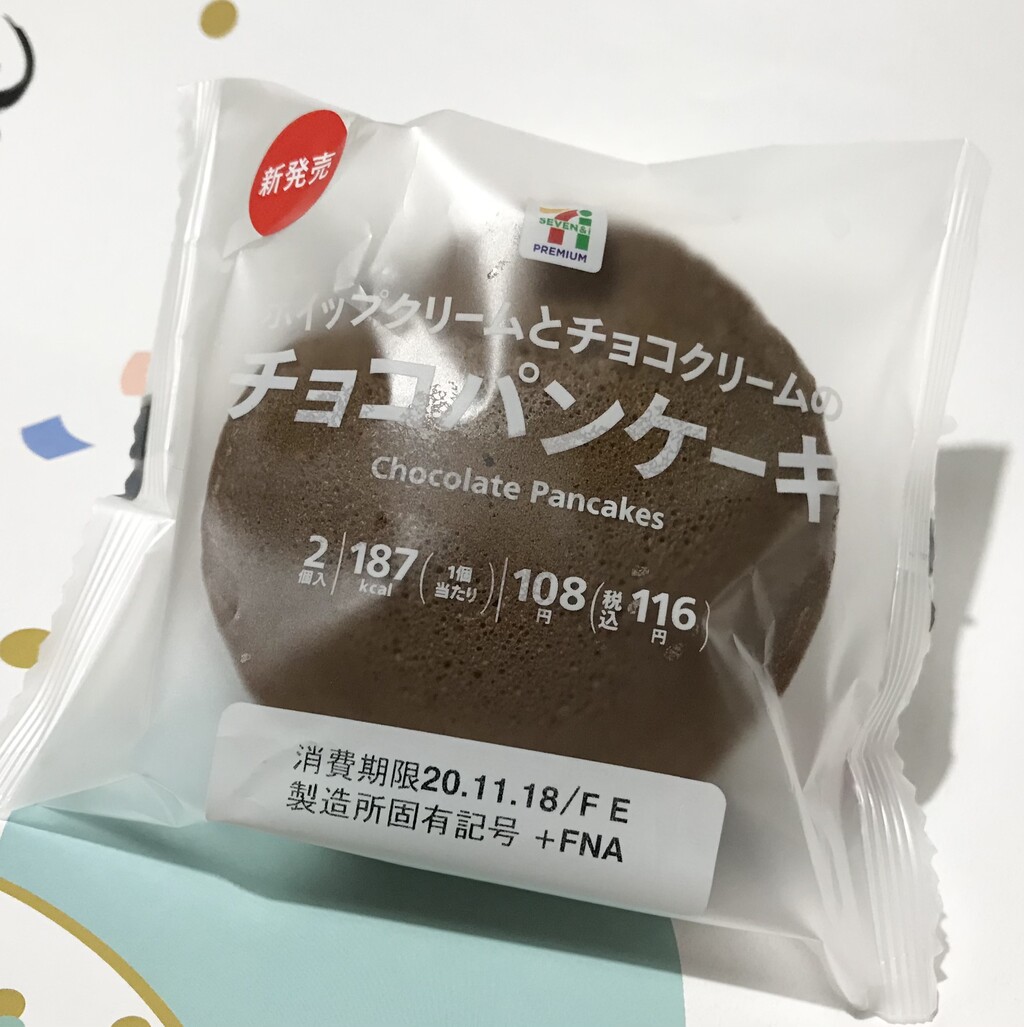 新発売
SEVEN&i
PREMIUM
ホイップクリームとチョコクリームの
チョコパンケーキ
Chocolate Pancakes
2個入 187kcal (1個当たり) 108円 (税込116円)
消費期限20.11.18/F E
製造所固有記号 +FNA